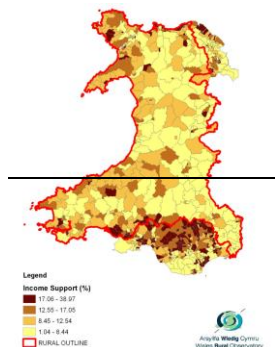 Legend
Income Support (%)
17.06 - 38.97
12.55 - 17.05
8.45 - 12.54
1.04 - 8.44
RURAL OUTLINE
Arsyllfa Wledig Cymru
Wales Rural Observatory